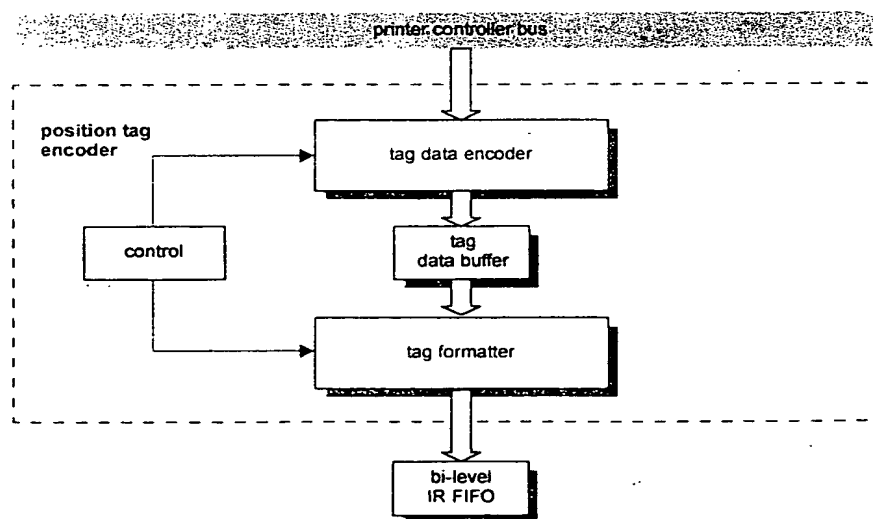 printer controller bus
position tag
encoder
tag data encoder
control
tag
data buffer
tag formatter
bi-level
IR FIFO